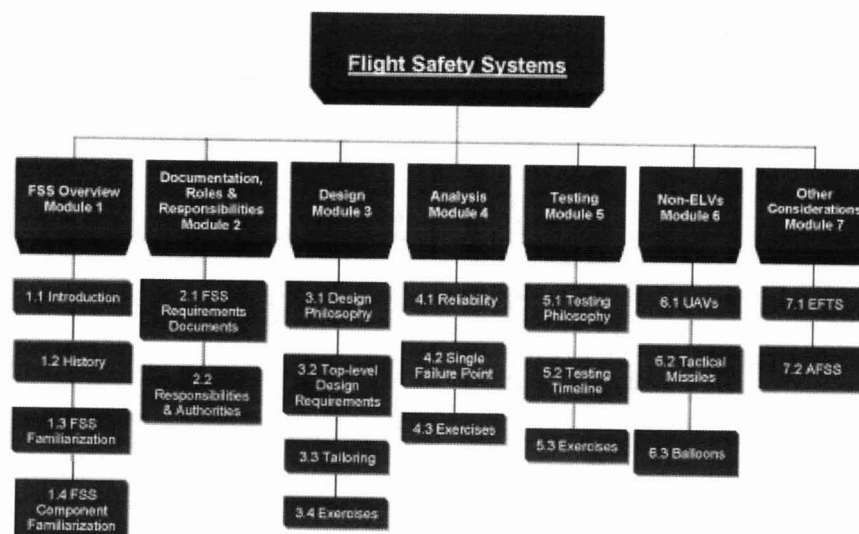 Flight Safety Systems
FSS Overview
Module 1
Documentation,
Roles &
Responsibilities
Module 2
Design
Module 3
Analysis
Module 4
Testing
Module 5
Non-ELVs
Module 6
Other
Considerations
Module 7
1.1 Introduction
1.2 History
1.3 FSS
Familiarization
1.4 FSS
Component
Familiarization
2.1 FSS
Requirements
Documents
2.2
Responsibilities
& Authorities
3.1 Design
Philosophy
3.2 Top-level
Design
Requirements
3.3 Tailoring
3.4 Exercises
4.1 Reliability
4.2 Single
Failure Point
4.3 Exercises
5.1 Testing
Philosophy
5.2 Testing
Timeline
5.3 Exercises
6.1 UAVs
6.2 Tactical
Missiles
6.3 Balloons
7.1 EFTS
7.2 AFSS